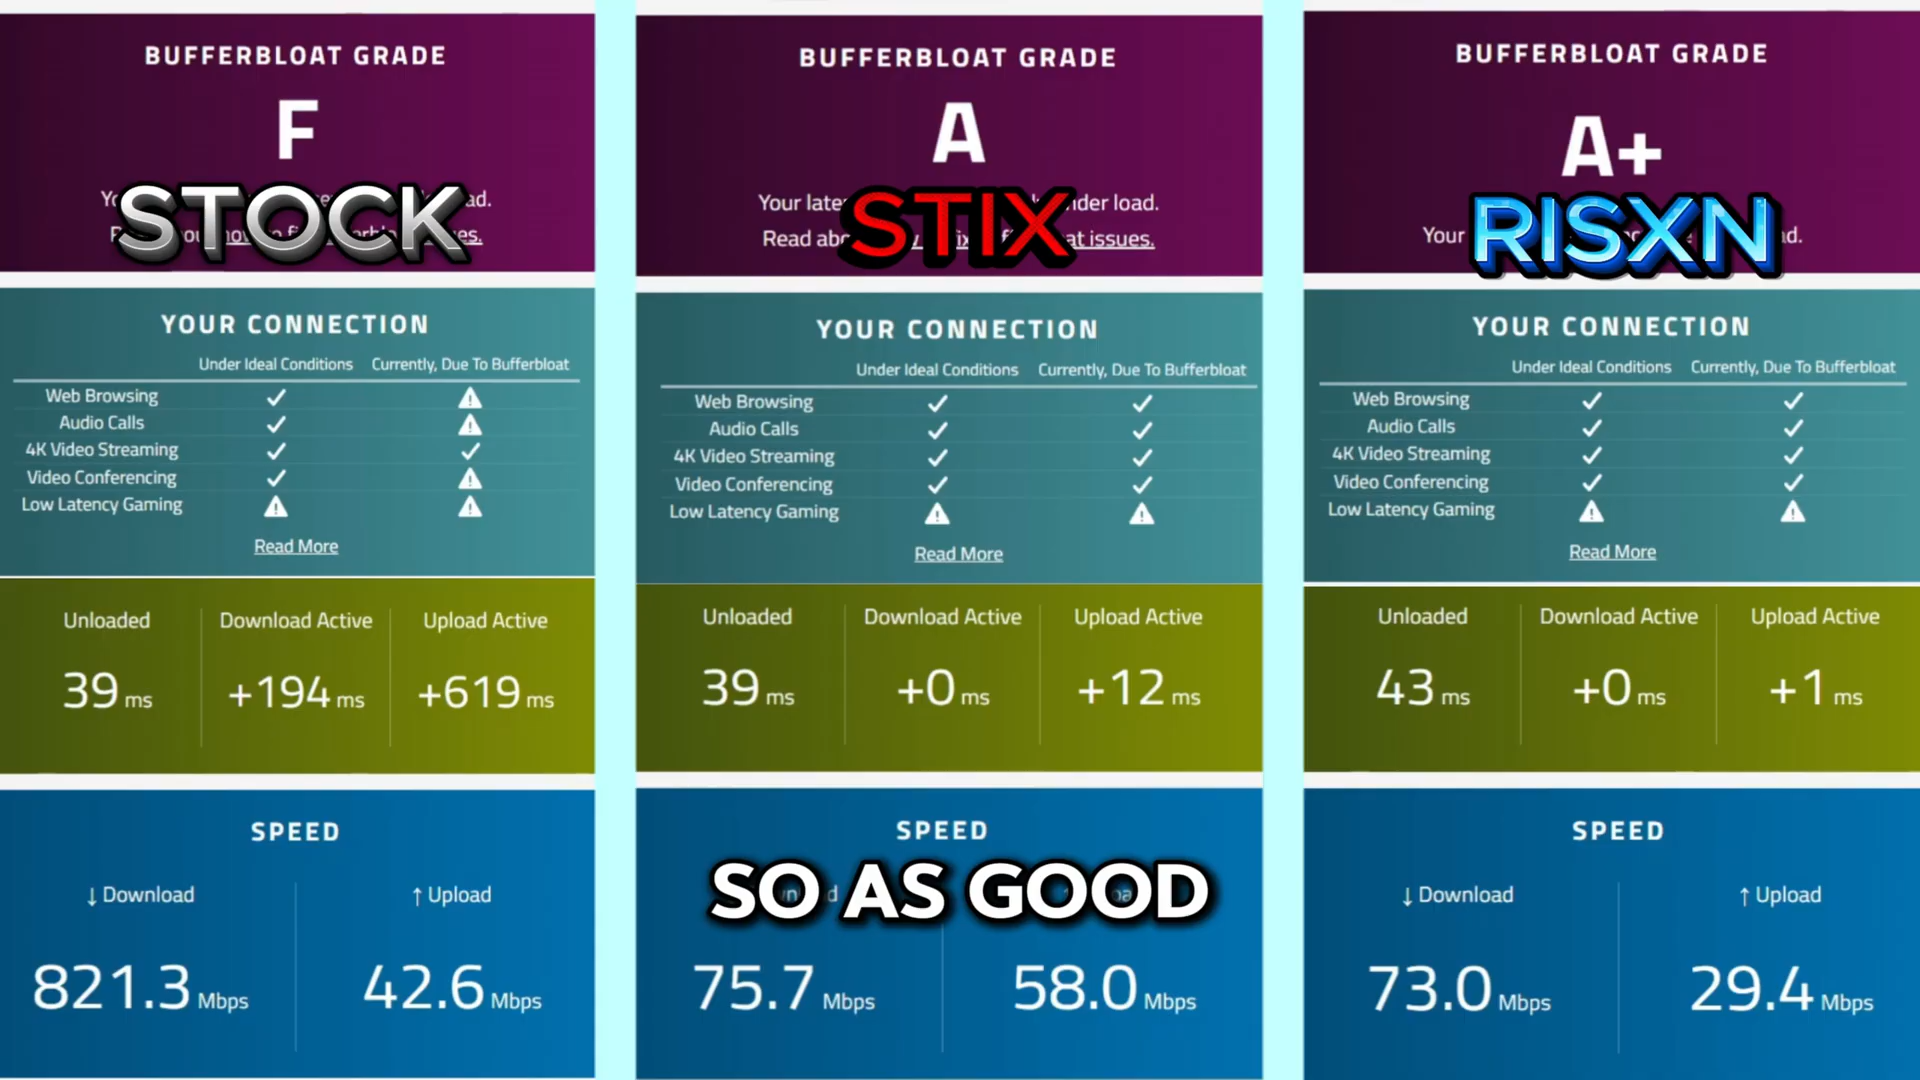 BUFFERBLOAT GRADE
F
STOCK
YOUR CONNECTION
Under Ideal Conditions Currently, Due To Bufferbloat
Web Browsing
Audio Calls
4K Video Streaming
Video Conferencing
Low Latency Gaming
Read More
Unloaded Download Active Upload Active
39 ms +194 ms +619 ms
SPEED
↓ Download ↑ Upload
821.3 Mbps 42.6 Mbps
BUFFERBLOAT GRADE
A
Your under load.
Read issues.
STIX
YOUR CONNECTION
Under Ideal Conditions Currently, Due To Bufferbloat
Web Browsing
Audio Calls
4K Video Streaming
Video Conferencing
Low Latency Gaming
Read More
Unloaded Download Active Upload Active
39 ms +0 ms +12 ms
SPEED
SO AS GOOD
75.7 Mbps 58.0 Mbps
BUFFERBLOAT GRADE
A+
Your
RISXN
YOUR CONNECTION
Under Ideal Conditions Currently, Due To Bufferbloat
Web Browsing
Audio Calls
4K Video Streaming
Video Conferencing
Low Latency Gaming
Read More
Unloaded Download Active Upload Active
43 ms +0 ms +1 ms
SPEED
↓ Download ↑ Upload
73.0 Mbps 29.4 Mbps